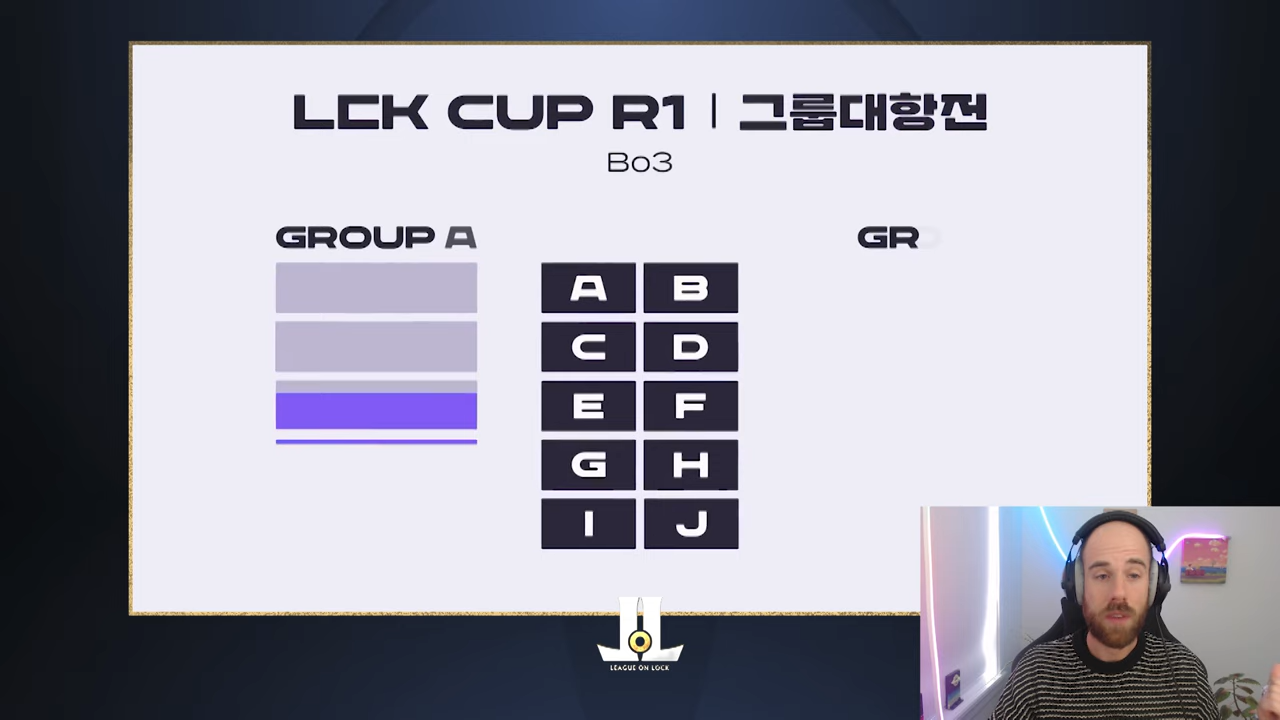 LCK CUP R1 | 그룹대항전
Bo3
GROUP A
GR
A B
C D
E F
G H
I J
LEAGUE ON LOCK